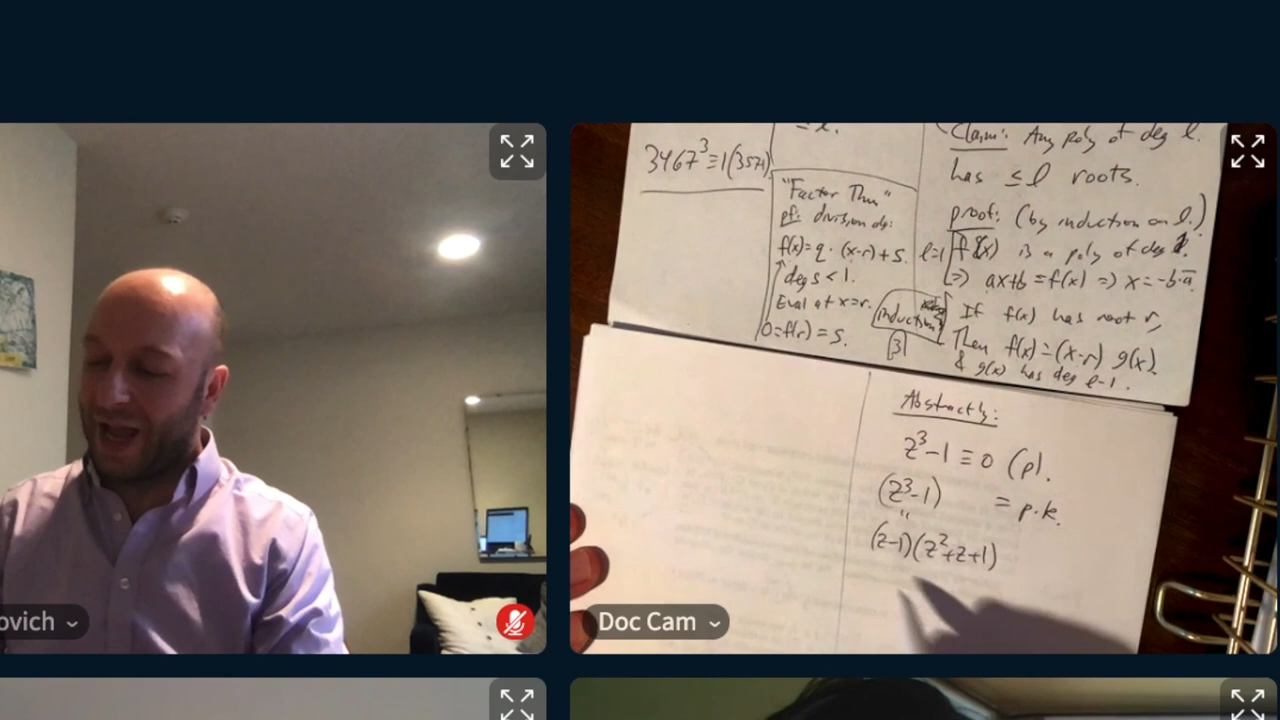 3467³≡1(3571)
≤ l.
"Factor Thm"
pf: division alg:
f(x)=q·(x-r)+s.
deg s < 1.
Eval at x=r.
0=f(r)=s.
Claim: Any poly of deg l.
has ≤l roots.
proof: (by induction on l.)
l=1 f(x) is a poly of deg 1.
=> ax+b≡f(x) => x=-b·ā.
induction
If f(x) has root r,
Then f(x)=(x-r) g(x)
& g(x) has deg l-1.
Abstractly:
z³-1≡0 (p).
(z³-1) = p·k.
"
(z-1)(z²+z+1)
ovich
Doc Cam